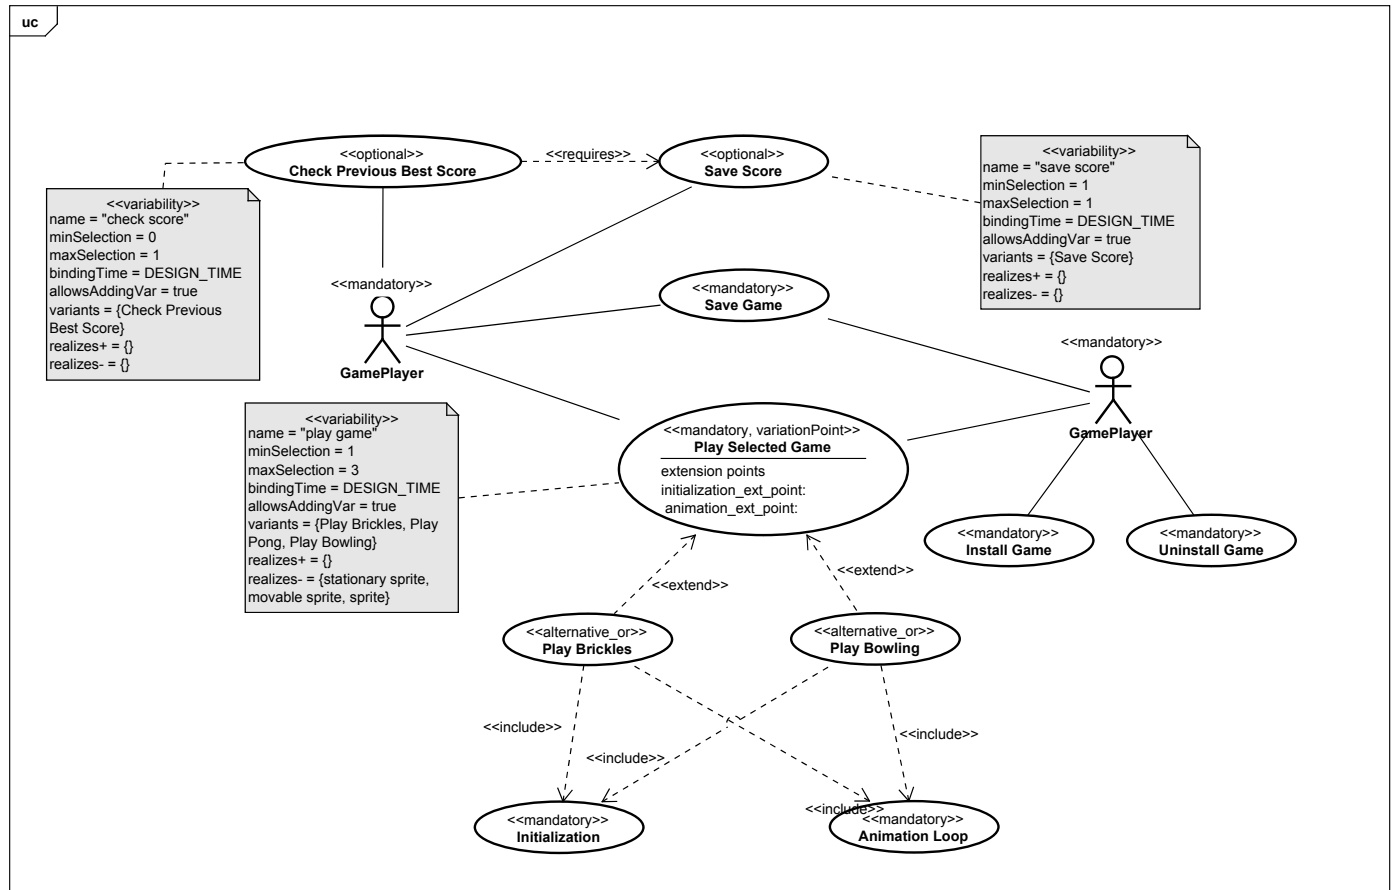 uc
<<optional>>
Check Previous Best Score
<<requires>>
<<optional>>
Save Score
<<variability>>
name = "save score"
minSelection = 1
maxSelection = 1
bindingTime = DESIGN_TIME
allowsAddingVar = true
variants = {Save Score}
realizes+ = {}
realizes- = {}
<<variability>>
name = "check score"
minSelection = 0
maxSelection = 1
bindingTime = DESIGN_TIME
allowsAddingVar = true
variants = {Check Previous
Best Score}
realizes+ = {}
realizes- = {}
<<mandatory>>
GamePlayer
<<mandatory>>
Save Game
<<mandatory>>
GamePlayer
<<variability>>
name = "play game"
minSelection = 1
maxSelection = 3
bindingTime = DESIGN_TIME
allowsAddingVar = true
variants = {Play Brickles, Play
Pong, Play Bowling}
realizes+ = {}
realizes- = {stationary sprite,
movable sprite, sprite}
<<mandatory, variationPoint>>
Play Selected Game
extension points
initialization_ext_point:
animation_ext_point:
<<mandatory>>
Install Game
<<mandatory>>
Uninstall Game
<<extend>>
<<extend>>
<<alternative_or>>
Play Brickles
<<alternative_or>>
Play Bowling
<<include>>
<<include>>
<<include>>
<<include>>
<<mandatory>>
Initialization
<<mandatory>>
Animation Loop